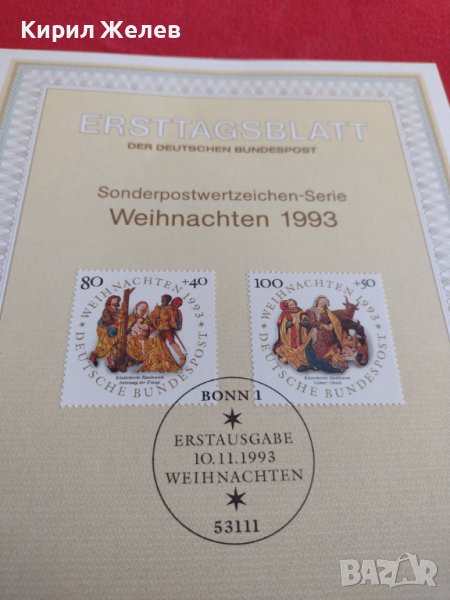 Кирил Желев
ERSTTAGSBLATT
DER DEUTSCHEN BUNDESPOST
Sonderpostwertzeichen-Serie
Weihnachten 1993
80 +40
WEIHNACHTEN 1993
DEUTSCHE BUNDESPOST
100 +50
WEIHNACHTEN 1993
DEUTSCHE BUNDESPOST
BONN 1
ERSTAUSGABE
10.11.1993
WEIHNACHTEN
53111
BAZAR